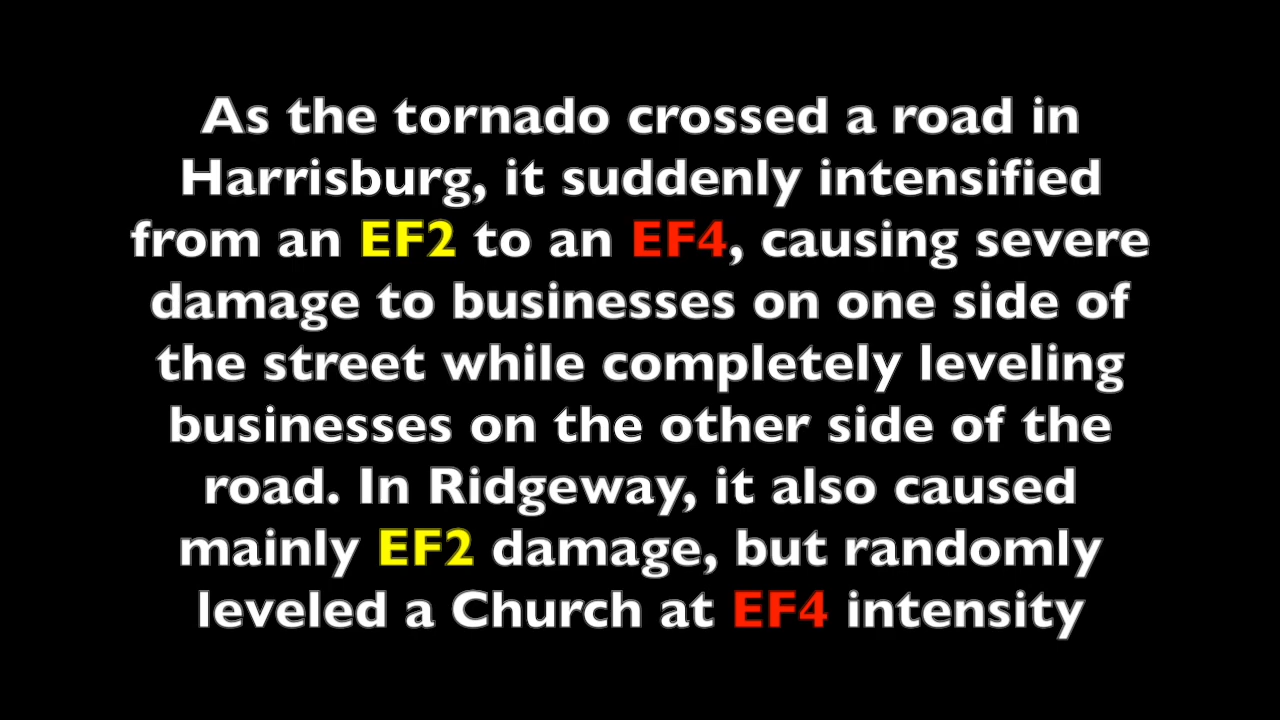 As the tornado crossed a road in
Harrisburg, it suddenly intensified
from an EF2 to an EF4, causing severe
damage to businesses on one side of
the street while completely leveling
businesses on the other side of the
road. In Ridgeway, it also caused
mainly EF2 damage, but randomly
leveled a Church at EF4 intensity